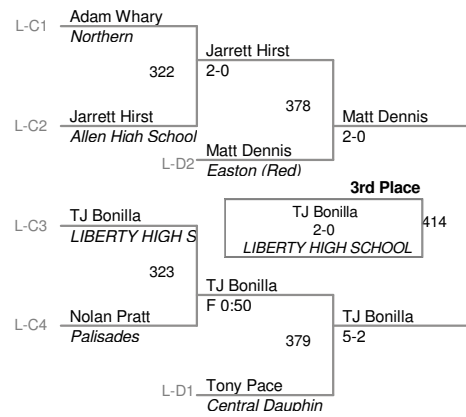 L-C1
Adam Whary
Northern
322
Jarrett Hirst
2-0
L-C2
Jarrett Hirst
Allen High School
378
Matt Dennis
2-0
L-D2
Matt Dennis
Easton (Red)
3rd Place
TJ Bonilla
2-0
LIBERTY HIGH SCHOOL
414
L-C3
TJ Bonilla
LIBERTY HIGH S
323
TJ Bonilla
F 0:50
L-C4
Nolan Pratt
Palisades
379
TJ Bonilla
5-2
L-D1
Tony Pace
Central Dauphin